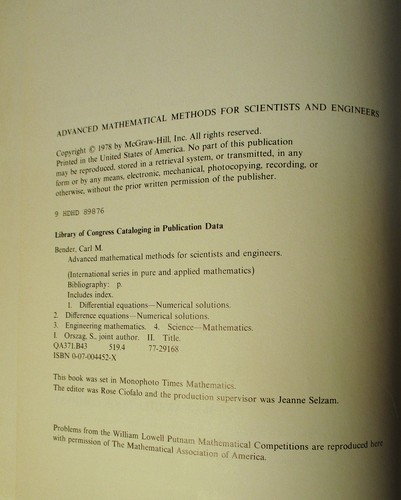 ADVANCED MATHEMATICAL METHODS FOR SCIENTISTS AND ENGINEERS
Copyright © 1978 by McGraw-Hill, Inc. All rights reserved.
Printed in the United States of America. No part of this publication
may be reproduced, stored in a retrieval system, or transmitted, in any
form or by any means, electronic, mechanical, photocopying, recording, or
otherwise, without the prior written permission of the publisher.
9 HDHD 89876
Library of Congress Cataloging in Publication Data
Bender, Carl M.
Advanced mathematical methods for scientists and engineers.
(International series in pure and applied mathematics)
Bibliography: p.
Includes index.
1. Differential equations—Numerical solutions.
2. Difference equations—Numerical solutions.
3. Engineering mathematics. 4. Science—Mathematics.
I. Orszag, S., joint author. II. Title.
QA371.B43 519.4 77-29168
ISBN 0-07-004452-X
This book was set in Monophoto Times Mathematics.
The editor was Rose Ciofalo and the production supervisor was Jeanne Selzam.
Problems from the William Lowell Putnam Mathematical Competitions are reproduced here
with permission of The Mathematical Association of America.